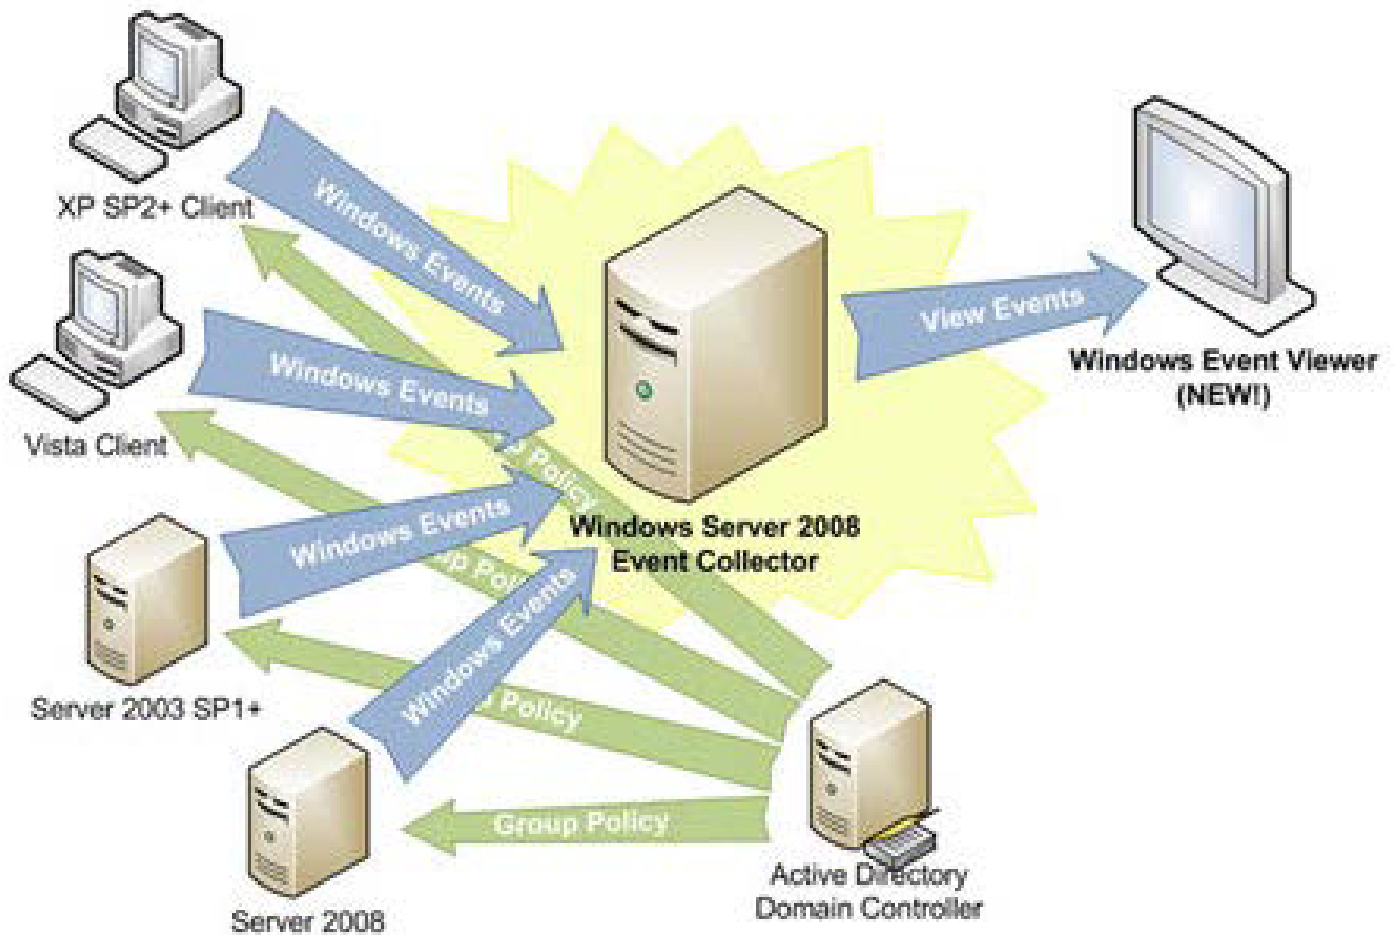 XP SP2+ Client
Windows Events
Vista Client
Windows Events
Policy
Windows Events
Server 2003 SP1+
Windows Events
Policy
Server 2008
Group Policy
Windows Server 2008
Event Collector
View Events
Windows Event Viewer
(NEW!)
Active Directory
Domain Controller